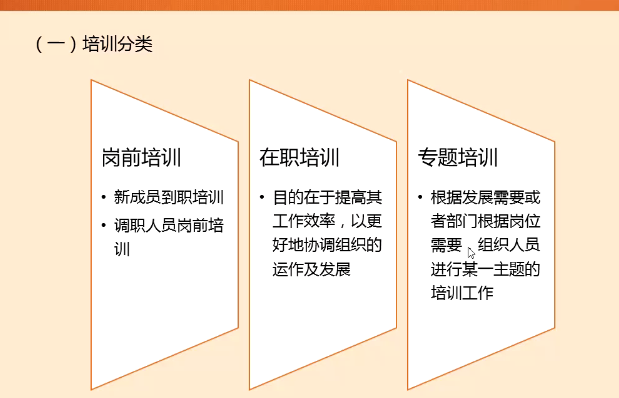 （一）培训分类
岗前培训
• 新成员到职培训
• 调职人员岗前培
训
在职培训
• 目的在于提高其
工作效率，以更
好地协调组织的
运作及发展
专题培训
• 根据发展需要或
者部门根据岗位
需要，组织人员
进行某一主题的
培训工作